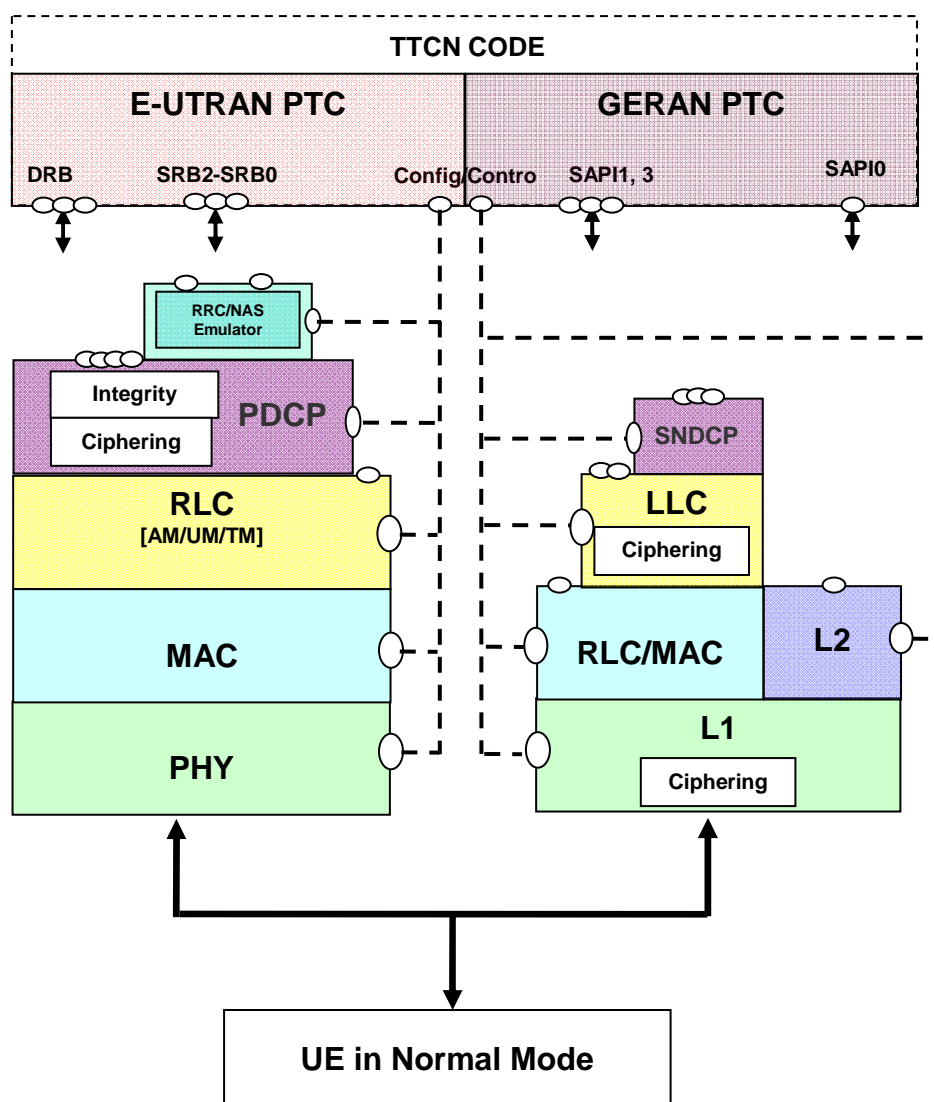 TTCN CODE
E-UTRAN PTC
GERAN PTC
DRB
SRB2-SRB0
Config/Contro
SAPI1, 3
SAPI0
RRC/NAS
Emulator
Integrity
PDCP
Ciphering
SNDCP
RLC
[AM/UM/TM]
LLC
Ciphering
MAC
RLC/MAC
L2
PHY
L1
Ciphering
UE in Normal Mode